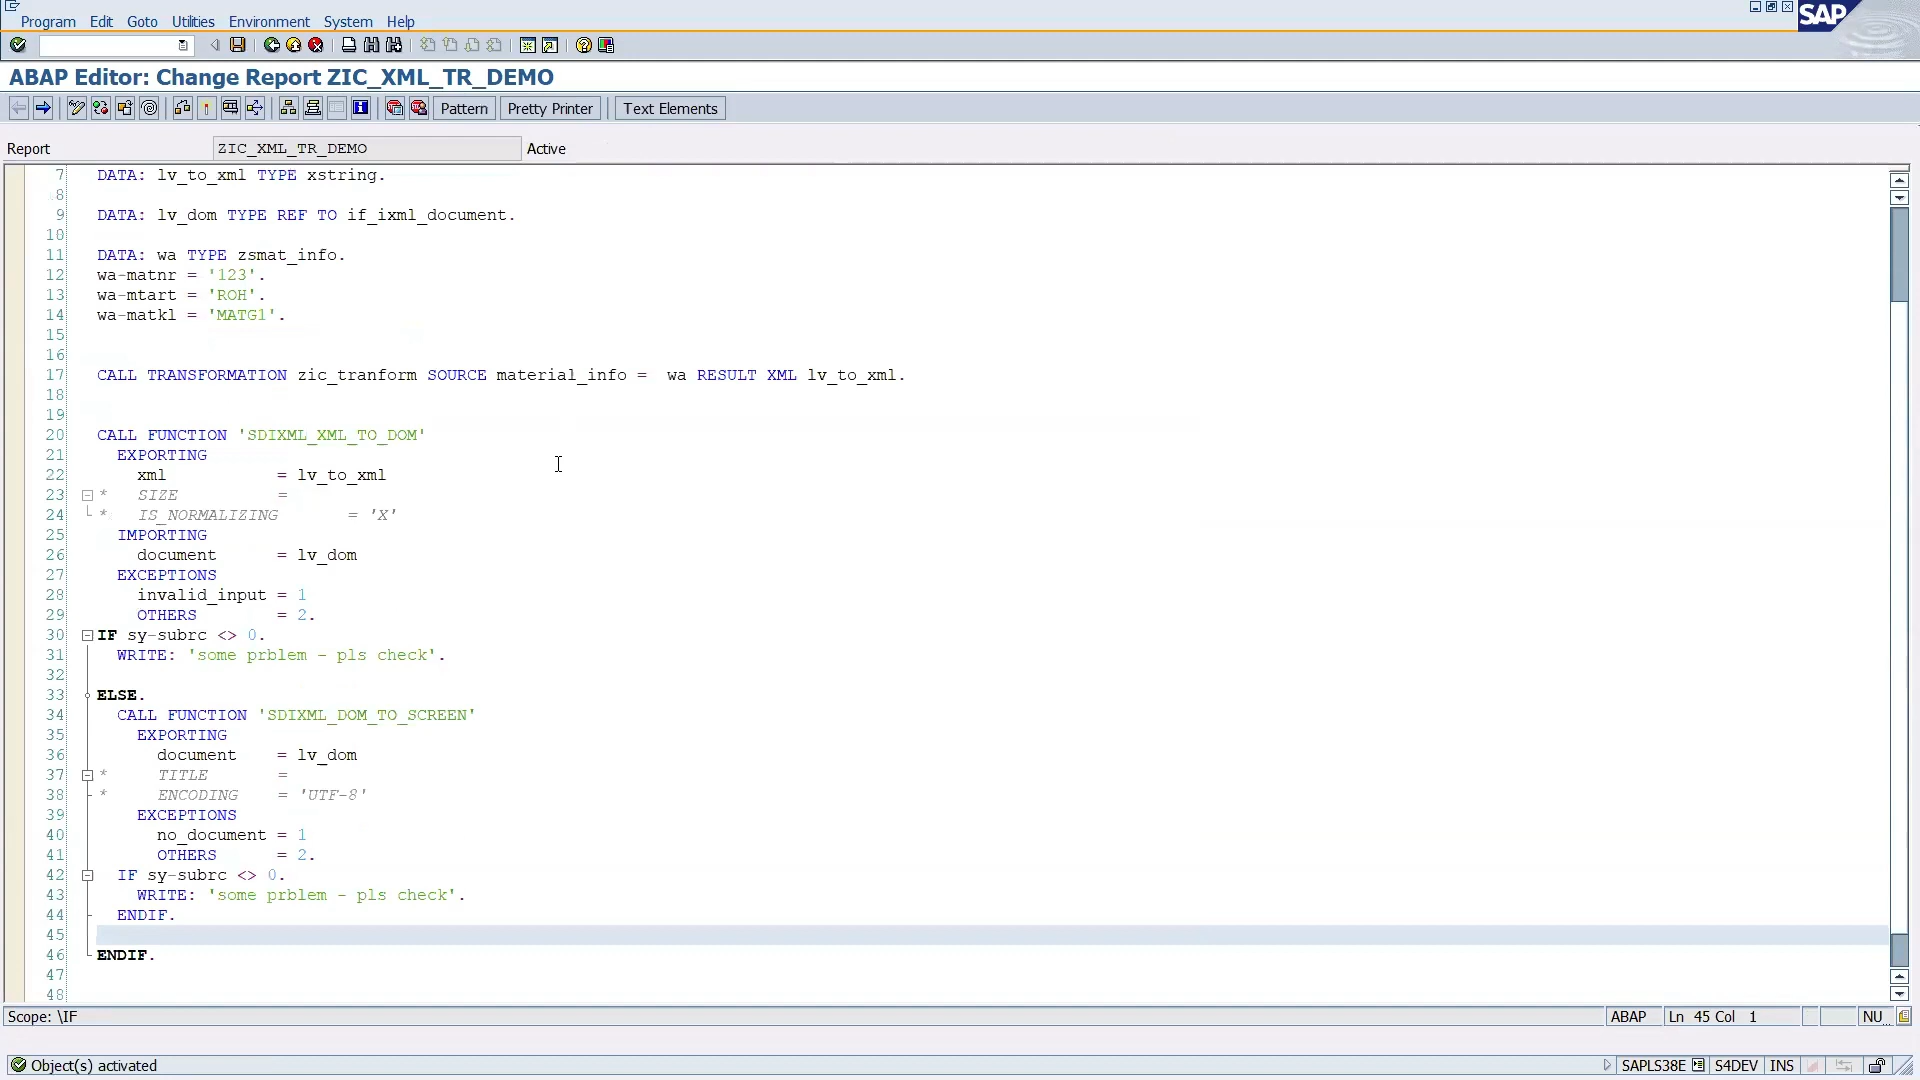 Program Edit Goto Utilities Environment System Help
SAP
ABAP Editor: Change Report ZIC_XML_TR_DEMO
Pattern Pretty Printer Text Elements
Report ZIC_XML_TR_DEMO Active
7 DATA: lv_to_xml TYPE xstring.
8
9 DATA: lv_dom TYPE REF TO if_ixml_document.
10
11 DATA: wa TYPE zsmat_info.
12 wa-matnr = '123'.
13 wa-mtart = 'ROH'.
14 wa-matkl = 'MATG1'.
15
16
17 CALL TRANSFORMATION zic_tranform SOURCE material_info =  wa RESULT XML lv_to_xml.
18
19
20 CALL FUNCTION 'SDIXML_XML_TO_DOM'
21 EXPORTING
22 xml = lv_to_xml
23 * SIZE =
24 * IS_NORMALIZING = 'X'
25 IMPORTING
26 document = lv_dom
27 EXCEPTIONS
28 invalid_input = 1
29 OTHERS = 2.
30 IF sy-subrc <> 0.
31 WRITE: 'some prblem - pls check'.
32
33 ELSE.
34 CALL FUNCTION 'SDIXML_DOM_TO_SCREEN'
35 EXPORTING
36 document = lv_dom
37 * TITLE =
38 * ENCODING = 'UTF-8'
39 EXCEPTIONS
40 no_document = 1
41 OTHERS = 2.
42 IF sy-subrc <> 0.
43 WRITE: 'some prblem - pls check'.
44 ENDIF.
45
46 ENDIF.
47
48
Scope: \IF ABAP Ln 45 Col 1 NU
Object(s) activated SAPLS38E S4DEV INS